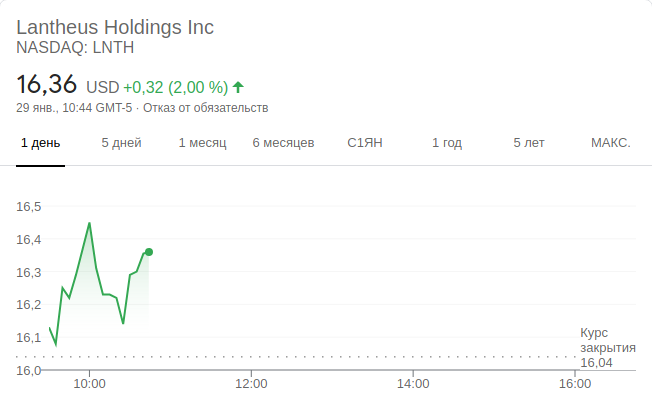 Lantheus Holdings Inc
NASDAQ: LNTH
16,36 USD +0,32 (2,00 %)
29 янв., 10:44 GMT-5 · Отказ от обязательств
1 день 5 дней 1 месяц 6 месяцев С1ЯН 1 год 5 лет МАКС.
16,5
16,4
16,3
16,2
16,1
16,0
Курс
закрытия
16,04
10:00 12:00 14:00 16:00